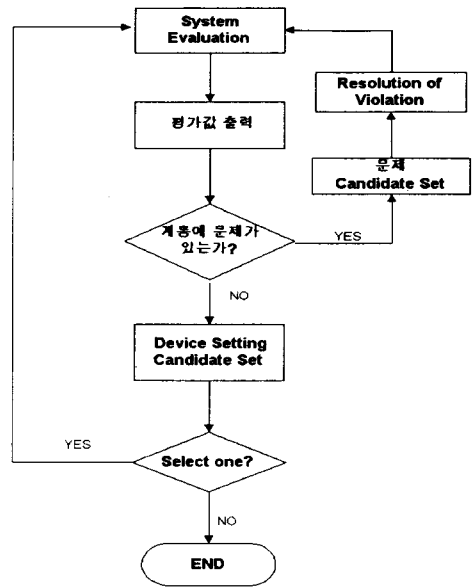 System
Evaluation
평가값 출력
계통에 문제가
있는가?
YES
문제
Candidate Set
Resolution of
Violation
NO
Device Setting
Candidate Set
Select one?
YES
NO
END